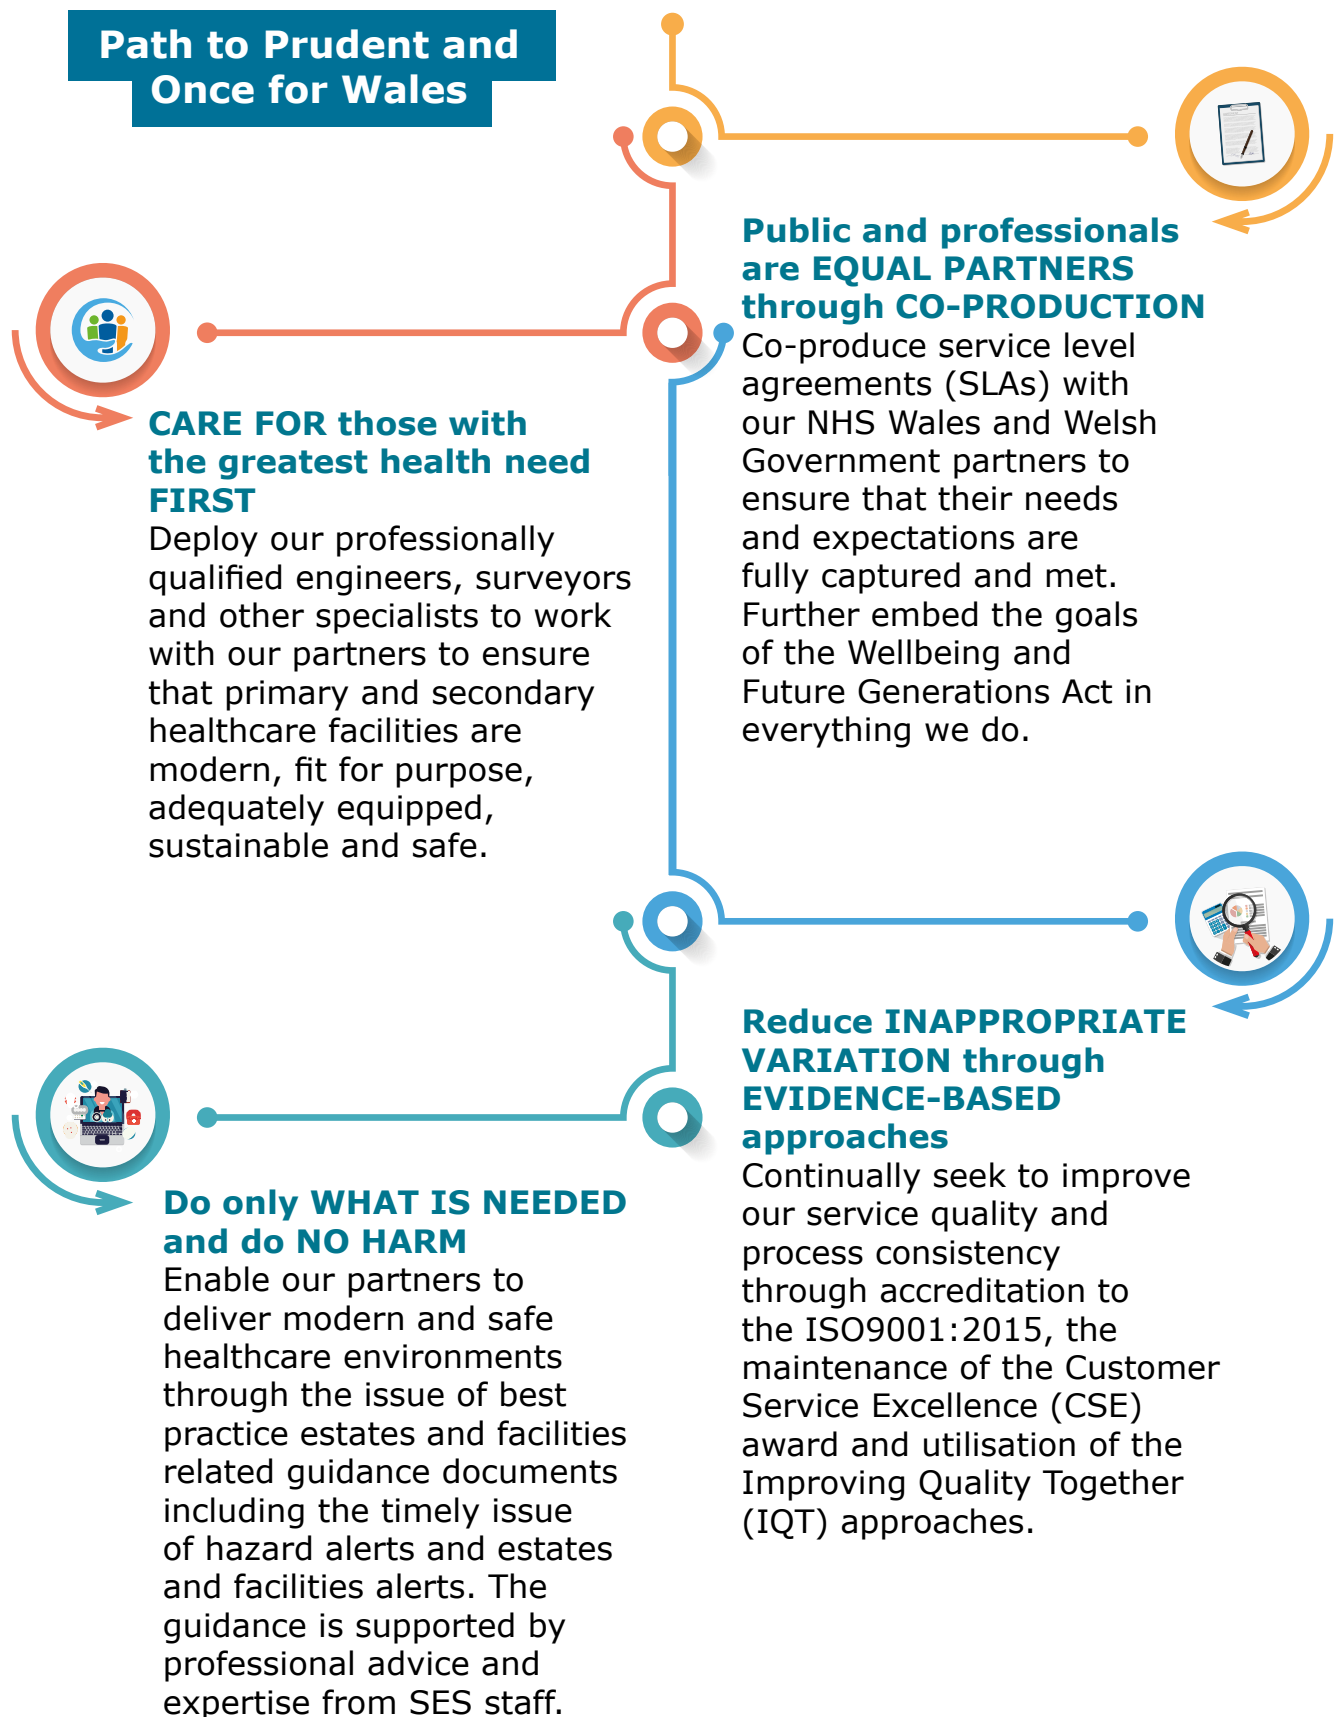 Path to Prudent and
Once for Wales
Public and professionals
are EQUAL PARTNERS
through CO-PRODUCTION
Co-produce service level
agreements (SLAs) with
our NHS Wales and Welsh
Government partners to
ensure that their needs
and expectations are
fully captured and met.
Further embed the goals
of the Wellbeing and
Future Generations Act in
everything we do.
CARE FOR those with
the greatest health need
FIRST
Deploy our professionally
qualified engineers, surveyors
and other specialists to work
with our partners to ensure
that primary and secondary
healthcare facilities are
modern, fit for purpose,
adequately equipped,
sustainable and safe.
Reduce INAPPROPRIATE
VARIATION through
EVIDENCE-BASED
approaches
Continually seek to improve
our service quality and
process consistency
through accreditation to
the ISO9001:2015, the
maintenance of the Customer
Service Excellence (CSE)
award and utilisation of the
Improving Quality Together
(IQT) approaches.
Do only WHAT IS NEEDED
and do NO HARM
Enable our partners to
deliver modern and safe
healthcare environments
through the issue of best
practice estates and facilities
related guidance documents
including the timely issue
of hazard alerts and estates
and facilities alerts. The
guidance is supported by
professional advice and
expertise from SES staff.